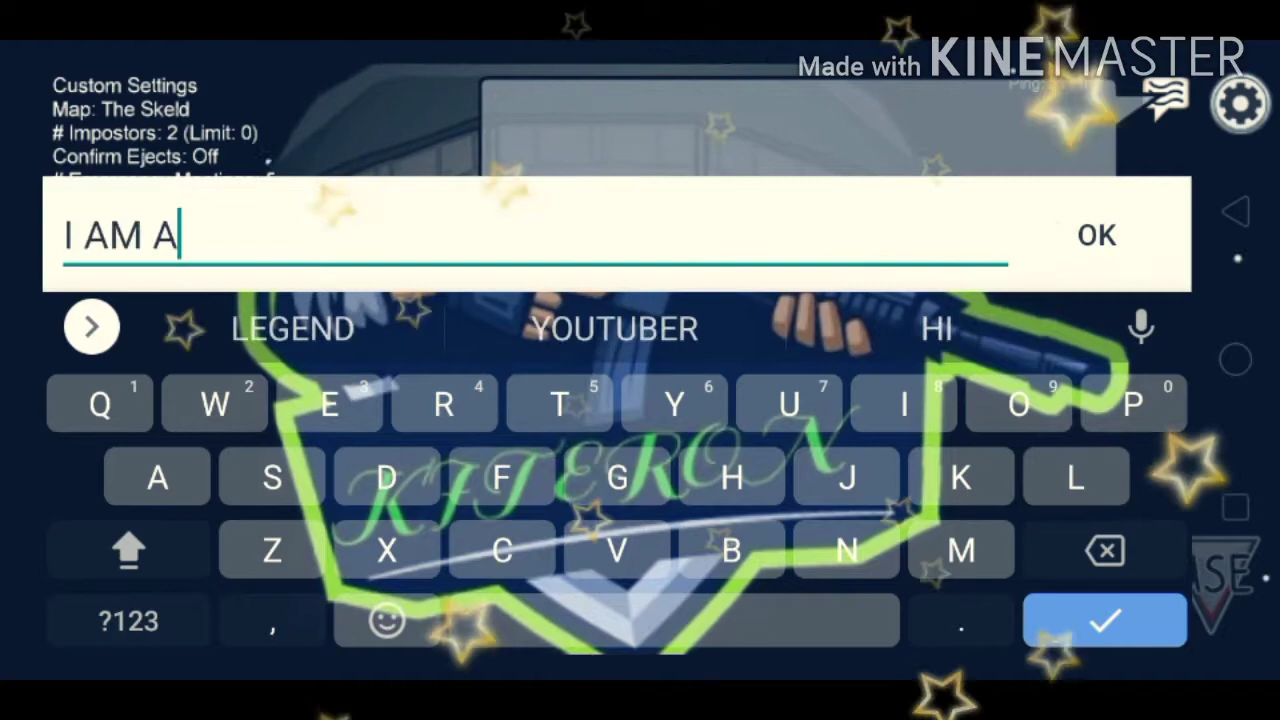 Made with KINEMASTER
Custom Settings
Map: The Skeld
# Impostors: 2 (Limit: 0)
Confirm Ejects: Off
I AM A
OK
LEGEND YOUTUBER HI
Q 1 W 2 E 3 R 4 T 5 Y 6 U 7 I 8 O 9 P 0
A S D F G H J K L
KITERON
Z X C V B N M
?123 , .